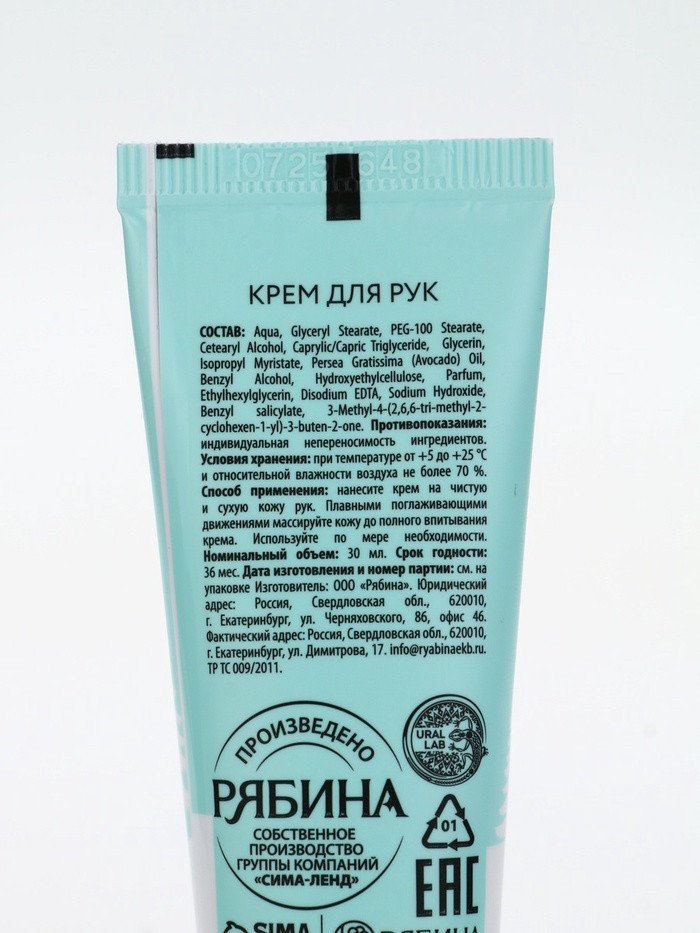 0725 1648
КРЕМ ДЛЯ РУК
СОСТАВ: Aqua, Glyceryl Stearate, PEG-100 Stearate,
Cetearyl Alcohol, Caprylic/Capric Triglyceride, Glycerin,
Isopropyl Myristate, Persea Gratissima (Avocado) Oil,
Benzyl Alcohol, Hydroxyethylcellulose, Parfum,
Ethylhexylglycerin, Disodium EDTA, Sodium Hydroxide,
Benzyl salicylate, 3-Methyl-4-(2,6,6-tri-methyl-2-
cyclohexen-1-yl)-3-buten-2-one. Противопоказания:
индивидуальная непереносимость ингредиентов.
Условия хранения: при температуре от +5 до +25 °С
и относительной влажности воздуха не более 70 %.
Способ применения: нанесите крем на чистую
и сухую кожу рук. Плавными поглаживающими
движениями массируйте кожу до полного впитывания
крема. Используйте по мере необходимости.
Номинальный объем: 30 мл. Срок годности:
36 мес. Дата изготовления и номер партии: см. на
упаковке Изготовитель: ООО «Рябина». Юридический
адрес: Россия, Свердловская обл., 620010,
г. Екатеринбург, ул. Черняховского, 86, офис 46.
Фактический адрес: Россия, Свердловская обл., 620010,
г. Екатеринбург, ул. Димитрова, 17. info@ryabinaekb.ru.
ТР ТС 009/2011.
ПРОИЗВЕДЕНО
РЯБИНА
СОБСТВЕННОЕ
ПРОИЗВОДСТВО
ГРУППЫ КОМПАНИЙ
«СИМА-ЛЕНД»
URAL
LAB
01
EAC
SIMA
РЯБИНА